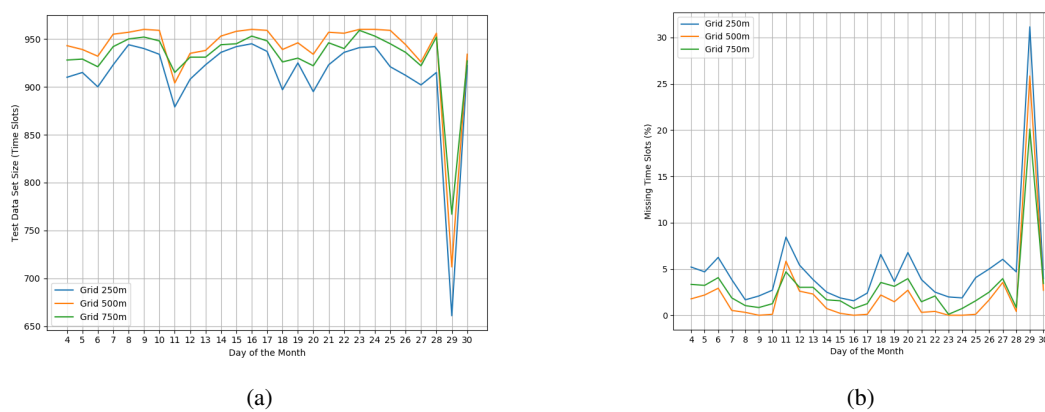 950
900
850
800
750
700
650
Test Data Set Size (Time Slots)
Grid 250m
Grid 500m
Grid 750m
4 5 6 7 8 9 10 11 12 13 14 15 16 17 18 19 20 21 22 23 24 25 26 27 28 29 30
Day of the Month
(a)
Grid 250m
Grid 500m
Grid 750m
30
25
20
15
10
5
0
Missing Time Slots (%)
4 5 6 7 8 9 10 11 12 13 14 15 16 17 18 19 20 21 22 23 24 25 26 27 28 29 30
Day of the Month
(b)